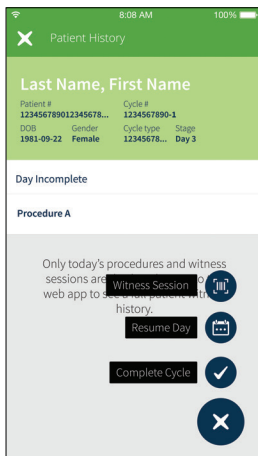 8:08 AM 100%
Patient History
Last Name, First Name
Patient # Cycle #
123456789012345678... 1234567890-1
DOB Gender Cycle type Stage
1981-09-22 Female 12345678... Day 3
Day Incomplete
Procedure A
Only today's procedures and witness
sessions are
Witness Session
web app to see a full patient
history.
Resume Day
Complete Cycle